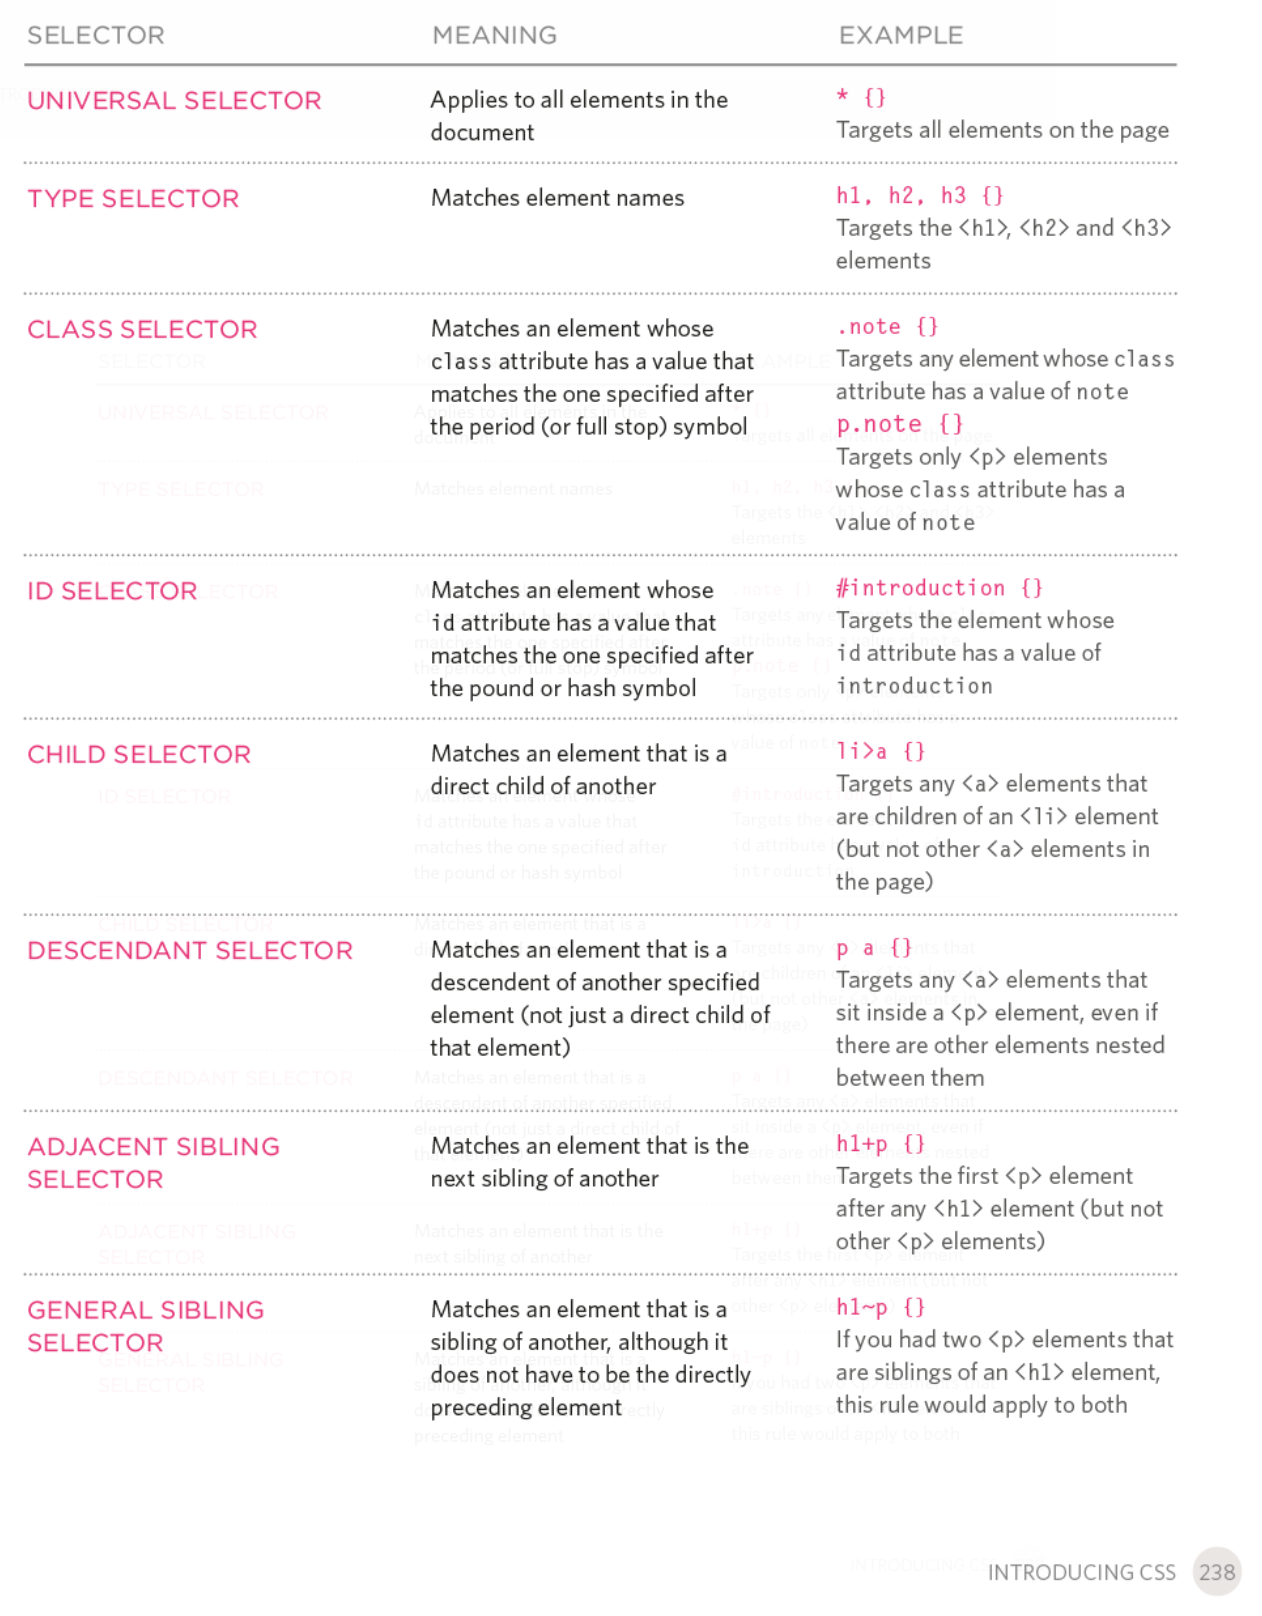 SELECTOR MEANING EXAMPLE
UNIVERSAL SELECTOR
Applies to all elements in the
document
* {}
Targets all elements on the page
TYPE SELECTOR
Matches element names
h1, h2, h3 {}
Targets the <h1>, <h2> and <h3>
elements
CLASS SELECTOR
Matches an element whose
class attribute has a value that
matches the one specified after
the period (or full stop) symbol
.note {}
Targets any element whose class
attribute has a value of note
p.note {}
Targets only <p> elements
whose class attribute has a
value of note
ID SELECTOR
Matches an element whose
id attribute has a value that
matches the one specified after
the pound or hash symbol
#introduction {}
Targets the element whose
id attribute has a value of
introduction
CHILD SELECTOR
Matches an element that is a
direct child of another
li>a {}
Targets any <a> elements that
are children of an <li> element
(but not other <a> elements in
the page)
DESCENDANT SELECTOR
Matches an element that is a
descendent of another specified
element (not just a direct child of
that element)
p a {}
Targets any <a> elements that
sit inside a <p> element, even if
there are other elements nested
between them
ADJACENT SIBLING
SELECTOR
Matches an element that is the
next sibling of another
h1+p {}
Targets the first <p> element
after any <h1> element (but not
other <p> elements)
GENERAL SIBLING
SELECTOR
Matches an element that is a
sibling of another, although it
does not have to be the directly
preceding element
h1~p {}
If you had two <p> elements that
are siblings of an <h1> element,
this rule would apply to both
INTRODUCING CSS 238